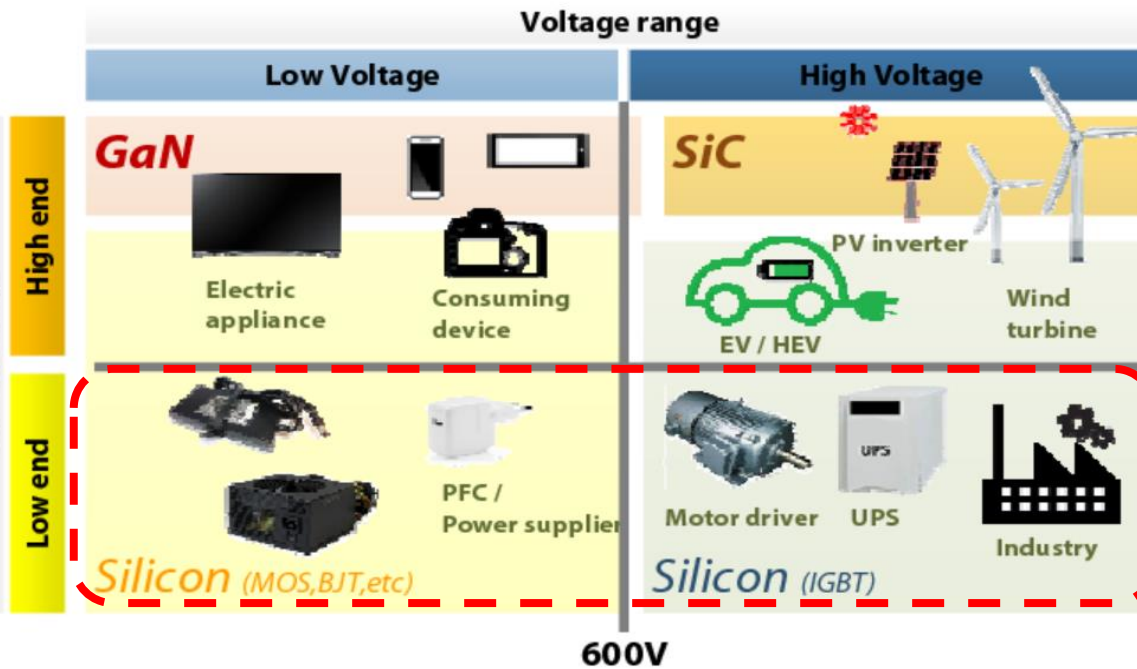 Voltage range
Low Voltage
High Voltage
High end
GaN
SiC
Electric
appliance
Consuming
device
PV inverter
EV / HEV
Wind
turbine
Low end
PFC /
Power supplier
Silicon (MOS,BJT,etc)
Motor driver
UPS
UPS
Industry
Silicon (IGBT)
600V